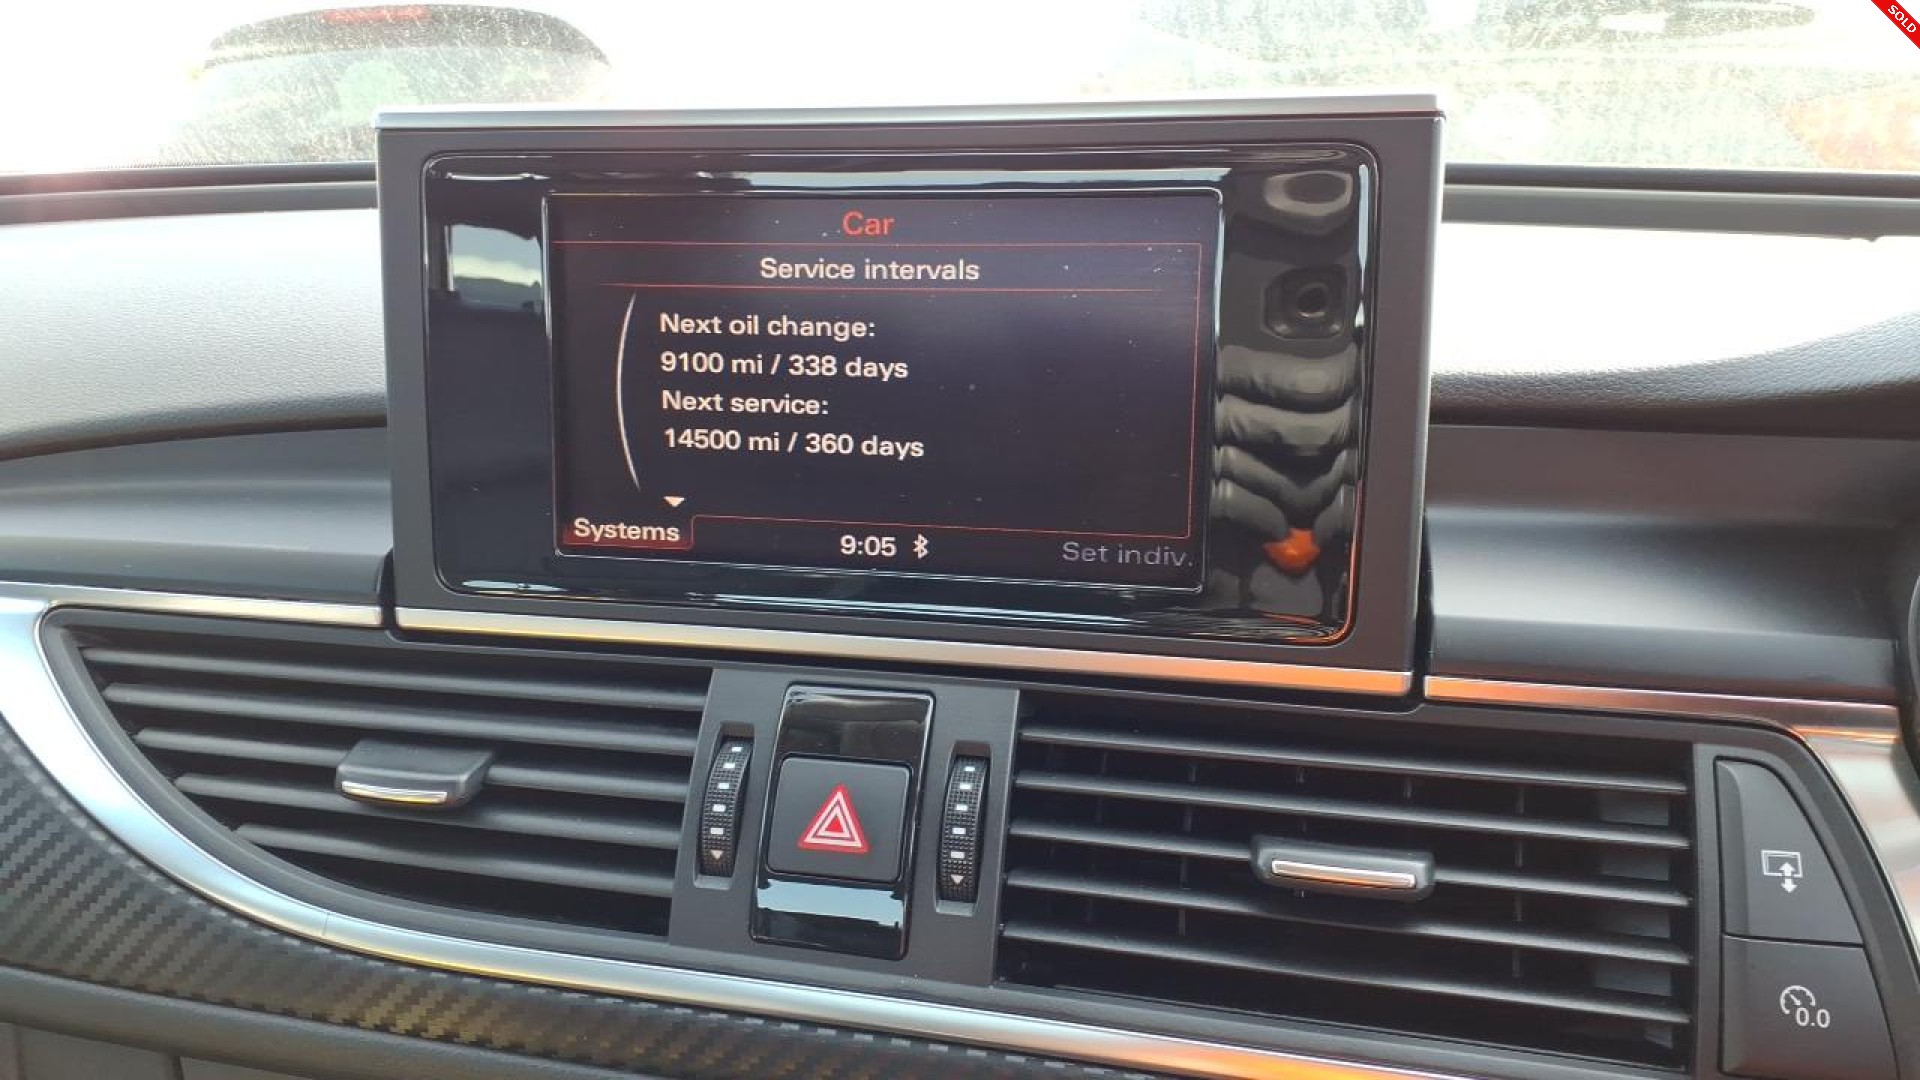 SOLD
Car
Service intervals
Next oil change:
9100 mi / 338 days
Next service:
14500 mi / 360 days
Systems
9:05
Set indiv.
0.0